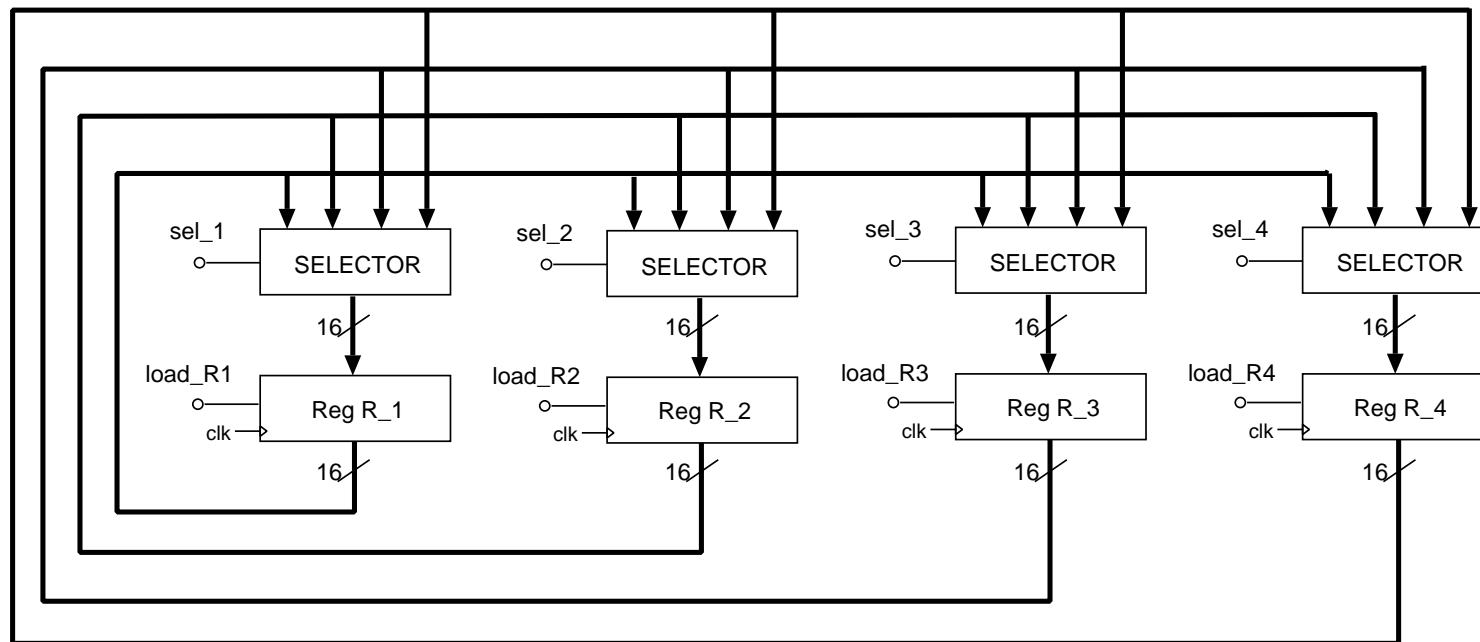 sel_1
sel_2
sel_3
sel_4
SELECTOR
SELECTOR
SELECTOR
SELECTOR
16
16
16
16
load_R1
load_R2
load_R3
load_R4
Reg R_1
Reg R_2
Reg R_3
Reg R_4
clk
clk
clk
clk
16
16
16
16